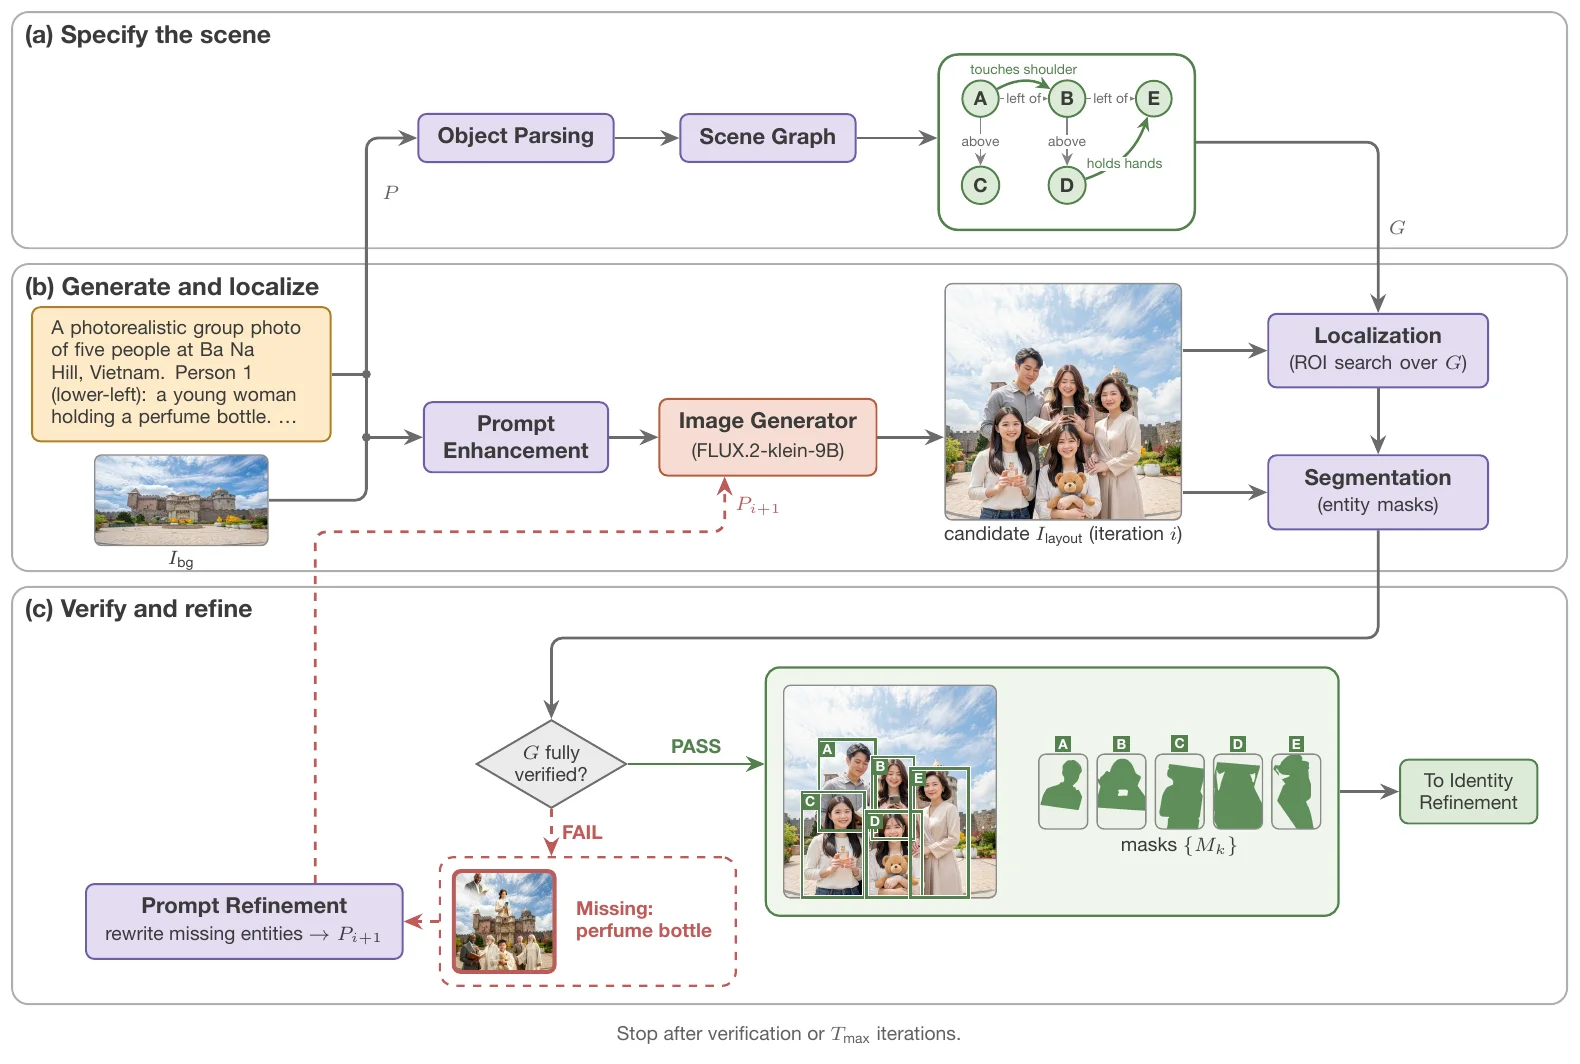 (a) Specify the scene
touches shoulder
A
left of
B
left of
E
above
above
holds hands
C
D
Object Parsing
Scene Graph
P
G
(b) Generate and localize
A photorealistic group photo
of five people at Ba Na
Hill, Vietnam. Person 1
(lower-left): a young woman
holding a perfume bottle. ...
I_bg
Prompt
Enhancement
Image Generator
(FLUX.2-klein-9B)
P_{i+1}
candidate I_layout (iteration i)
Localization
(ROI search over G)
Segmentation
(entity masks)
(c) Verify and refine
G fully
verified?
PASS
FAIL
A
B
E
C
D
A
B
C
D
E
masks {M_k}
To Identity
Refinement
Missing:
perfume bottle
Prompt Refinement
rewrite missing entities → P_{i+1}
Stop after verification or T_max iterations.